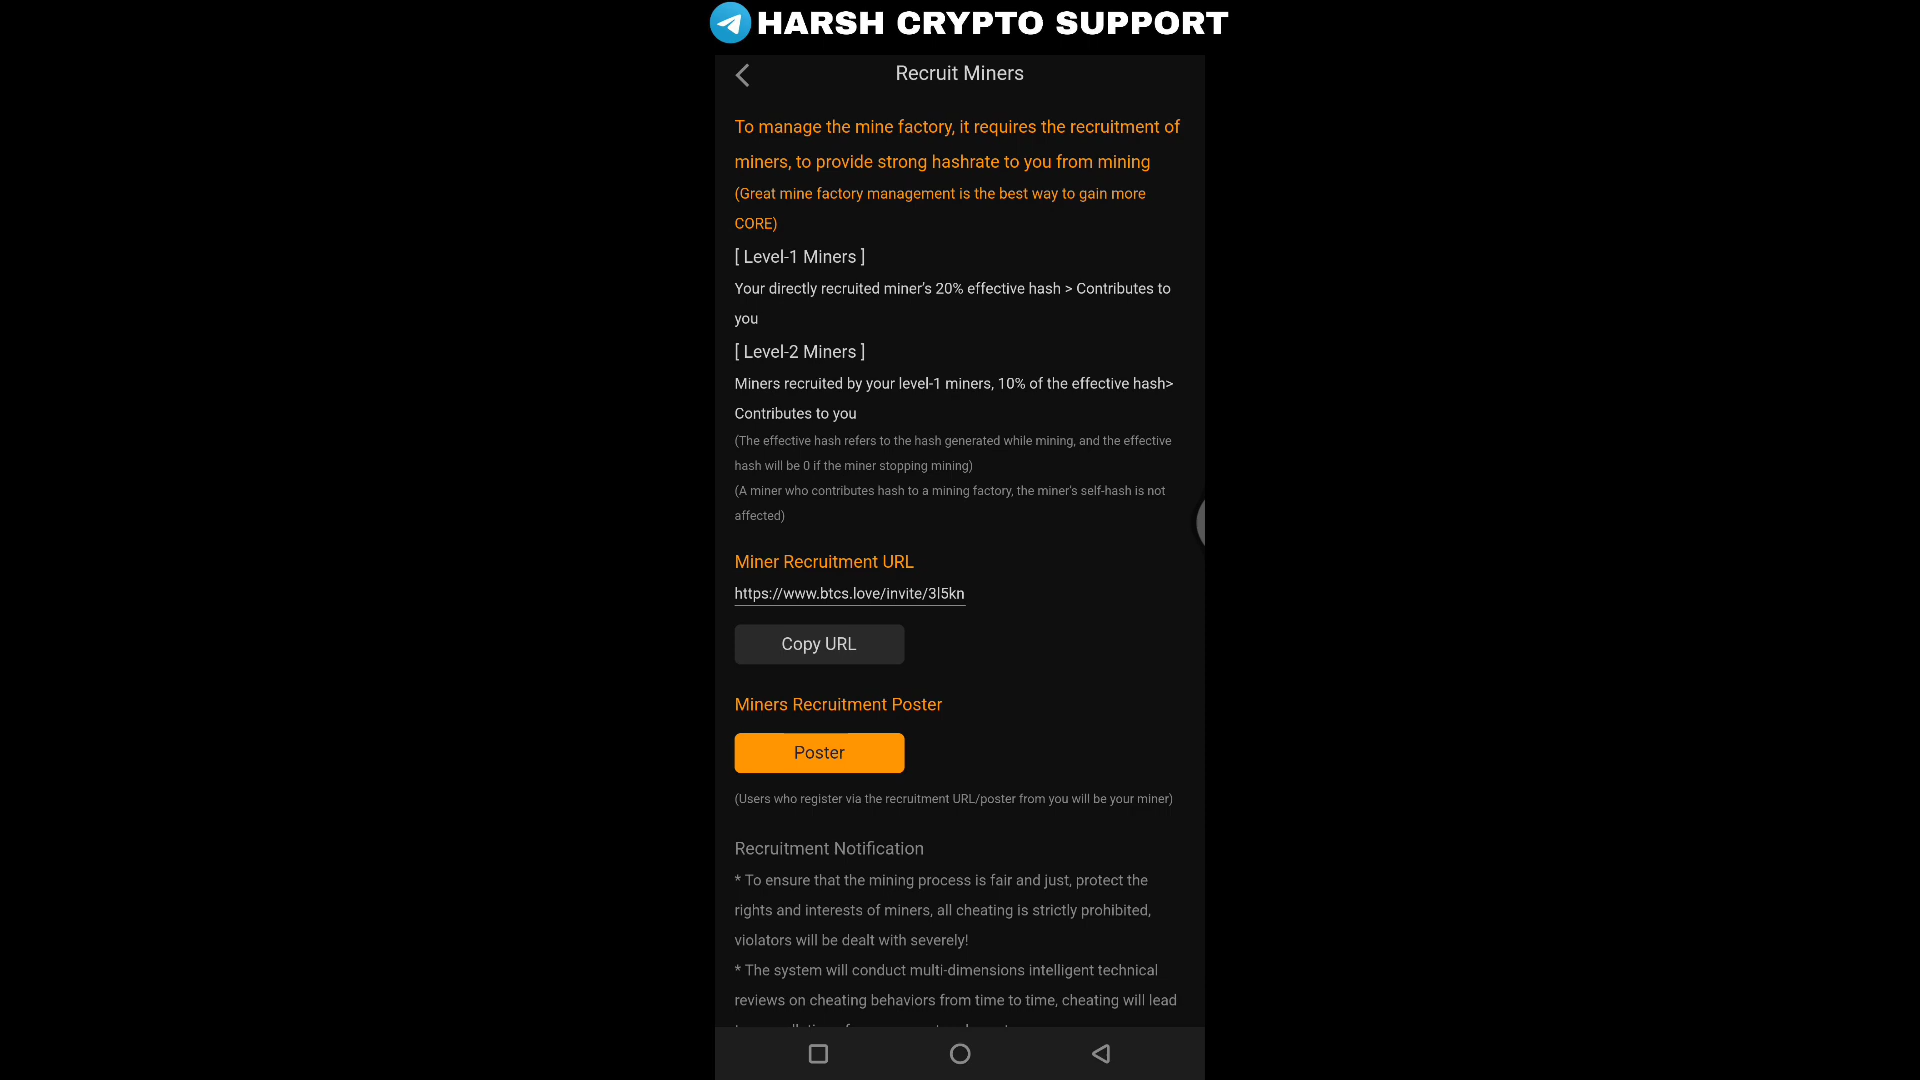 HARSH CRYPTO SUPPORT
Recruit Miners
To manage the mine factory, it requires the recruitment of
miners, to provide strong hashrate to you from mining
(Great mine factory management is the best way to gain more
CORE)
[ Level-1 Miners ]
Your directly recruited miner's 20% effective hash > Contributes to
you
[ Level-2 Miners ]
Miners recruited by your level-1 miners, 10% of the effective hash>
Contributes to you
(The effective hash refers to the hash generated while mining, and the effective
hash will be 0 if the miner stopping mining)
(A miner who contributes hash to a mining factory, the miner's self-hash is not
affected)
Miner Recruitment URL
https://www.btcs.love/invite/3l5kn
Copy URL
Miners Recruitment Poster
Poster
(Users who register via the recruitment URL/poster from you will be your miner)
Recruitment Notification
* To ensure that the mining process is fair and just, protect the
rights and interests of miners, all cheating is strictly prohibited,
violators will be dealt with severely!
* The system will conduct multi-dimensions intelligent technical
reviews on cheating behaviors from time to time, cheating will lead